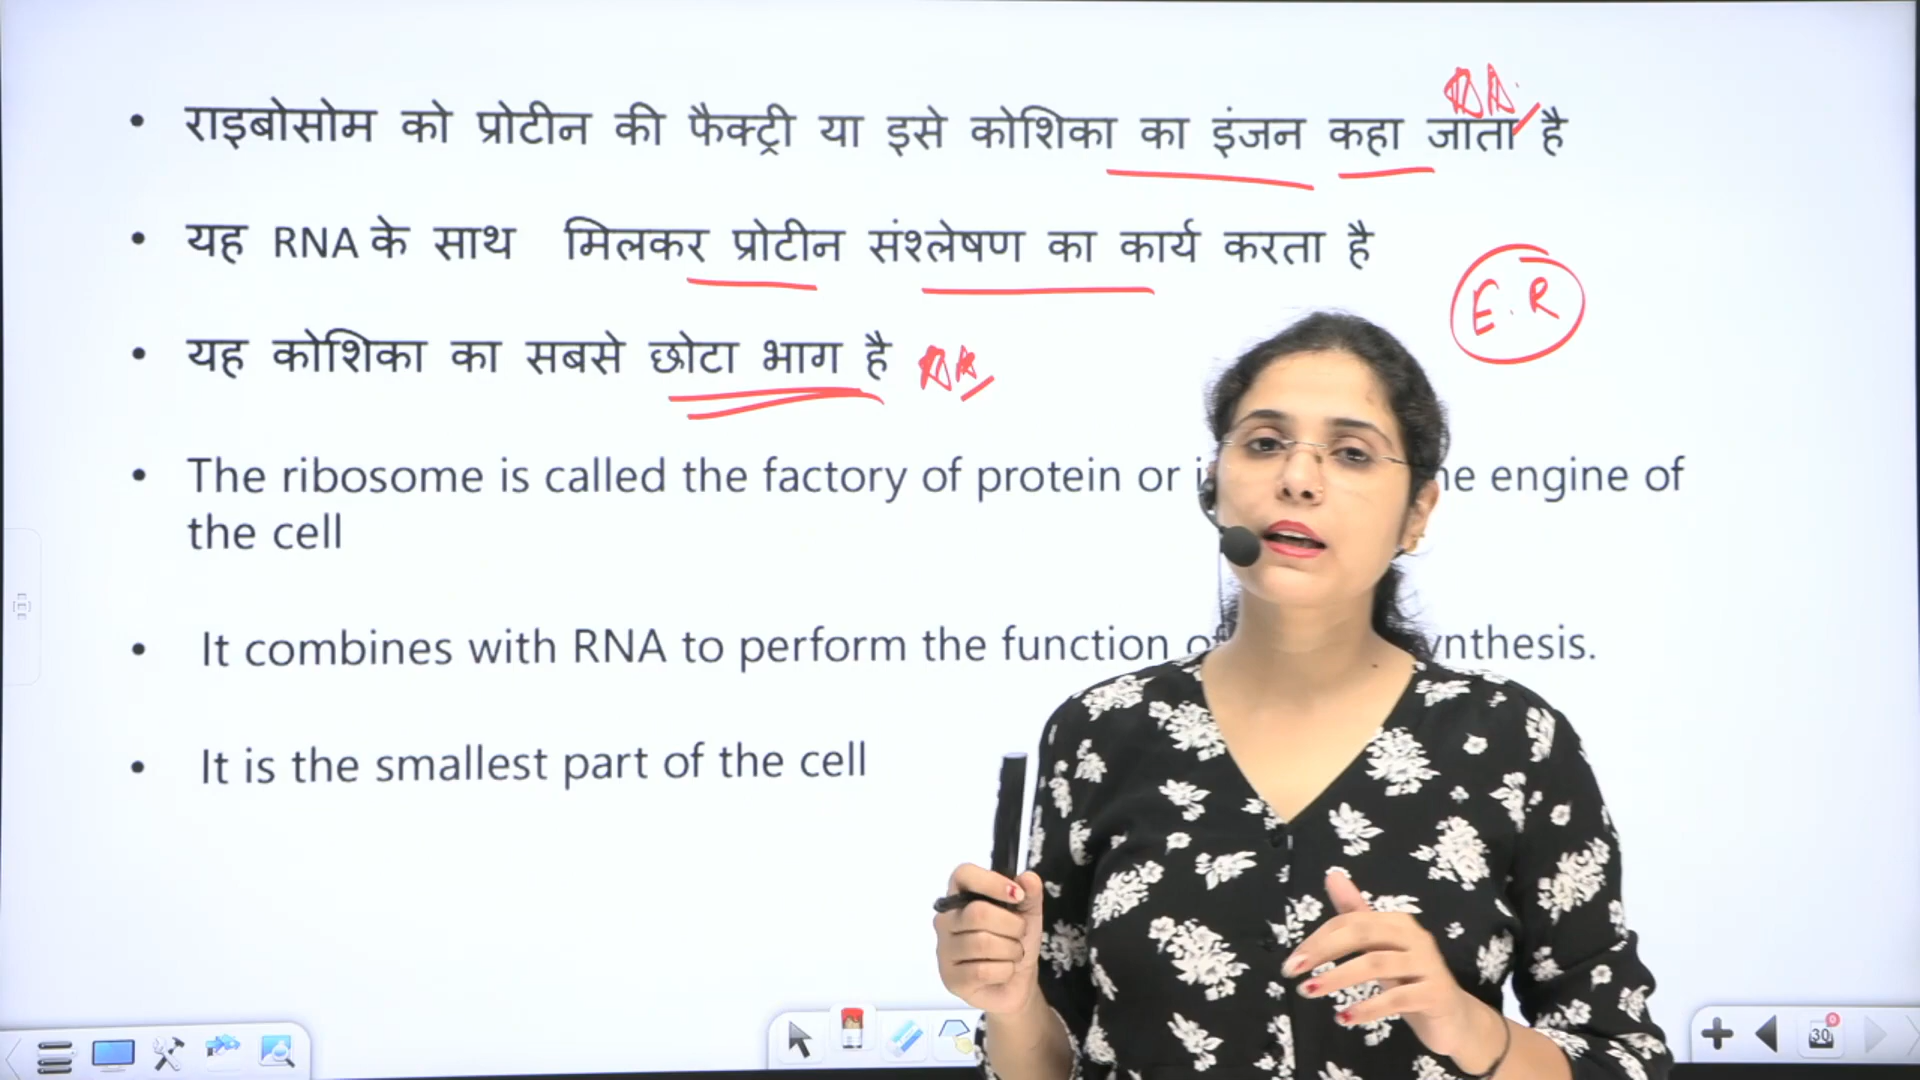 • राइबोसोम को प्रोटीन की फैक्ट्री या इसे कोशिका का इंजन कहा जाता है
• यह RNA के साथ मिलकर प्रोटीन संश्लेषण का कार्य करता है
E.R
• यह कोशिका का सबसे छोटा भाग है
• The ribosome is called the factory of protein or engine of
the cell
• It combines with RNA to perform the function
• It is the smallest part of the cell
30
0